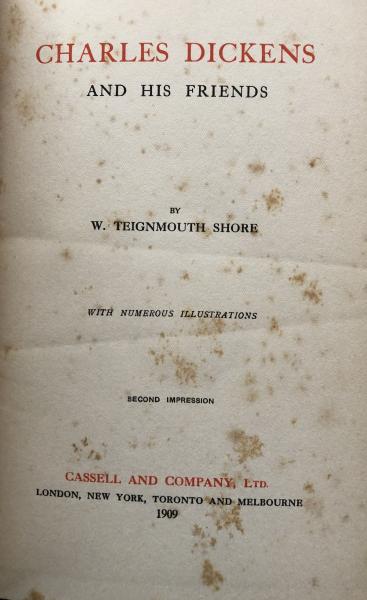 CHARLES DICKENS
AND HIS FRIENDS
BY
W. TEIGNMOUTH SHORE
WITH NUMEROUS ILLUSTRATIONS
SECOND IMPRESSION
CASSELL AND COMPANY, LTD.
LONDON, NEW YORK, TORONTO AND MELBOURNE
1909